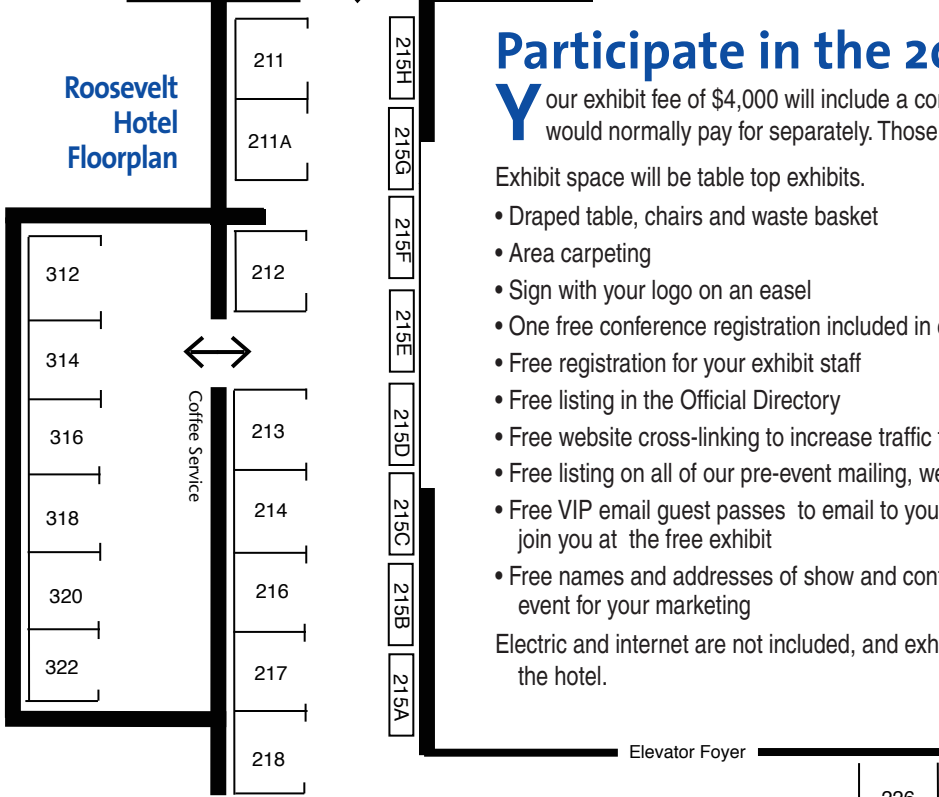 Roosevelt
Hotel
Floorplan
211
211A
212
312
314
316
318
320
322
Coffee Service
213
214
216
217
218
215H
215G
215F
215E
215D
215C
215B
215A
Participate in the
Your exhibit fee of $4,000 will include a
would normally pay for separately. Those
Exhibit space will be table top exhibits.
• Draped table, chairs and waste basket
• Area carpeting
• Sign with your logo on an easel
• One free conference registration included in
• Free registration for your exhibit staff
• Free listing in the Official Directory
• Free website cross-linking to increase traffic
• Free listing on all of our pre-event mailing,
• Free VIP email guest passes to email to
join you at the free exhibit
• Free names and addresses of show and
event for your marketing
Electric and internet are not included, and
the hotel.
Elevator Foyer